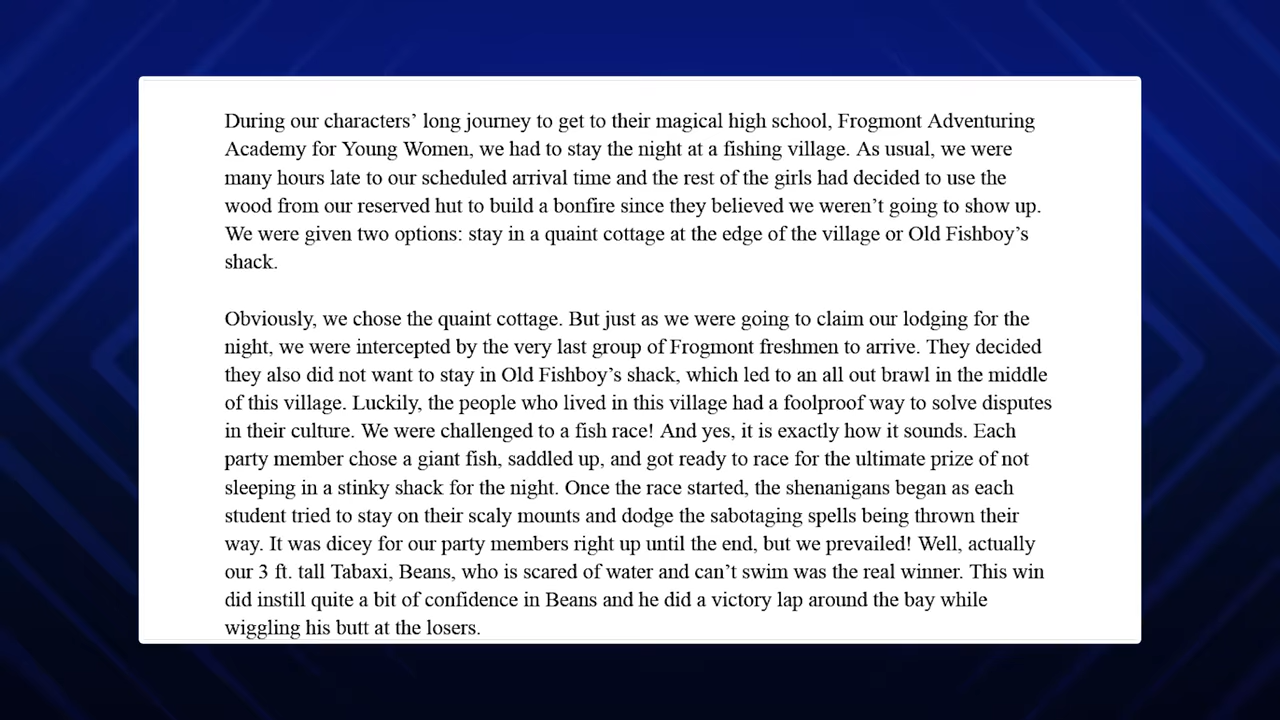 During our characters’ long journey to get to their magical high school, Frogmont Adventuring
Academy for Young Women, we had to stay the night at a fishing village. As usual, we were
many hours late to our scheduled arrival time and the rest of the girls had decided to use the
wood from our reserved hut to build a bonfire since they believed we weren’t going to show up.
We were given two options: stay in a quaint cottage at the edge of the village or Old Fishboy’s
shack.
Obviously, we chose the quaint cottage. But just as we were going to claim our lodging for the
night, we were intercepted by the very last group of Frogmont freshmen to arrive. They decided
they also did not want to stay in Old Fishboy’s shack, which led to an all out brawl in the middle
of this village. Luckily, the people who lived in this village had a foolproof way to solve disputes
in their culture. We were challenged to a fish race! And yes, it is exactly how it sounds. Each
party member chose a giant fish, saddled up, and got ready to race for the ultimate prize of not
sleeping in a stinky shack for the night. Once the race started, the shenanigans began as each
student tried to stay on their scaly mounts and dodge the sabotaging spells being thrown their
way. It was dicey for our party members right up until the end, but we prevailed! Well, actually
our 3 ft. tall Tabaxi, Beans, who is scared of water and can’t swim was the real winner. This win
did instill quite a bit of confidence in Beans and he did a victory lap around the bay while
wiggling his butt at the losers.